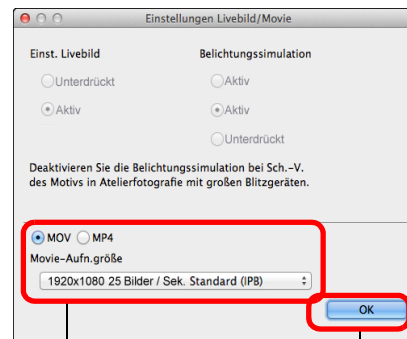 Einstellungen Livebild/Movie
Einst. Livebild
Belichtungssimulation
Unterdrückt
Aktiv
Aktiv
Aktiv
Unterdrückt
Deaktivieren Sie die Belichtungssimulation bei Sch.-V.
des Motivs in Atelierfotografie mit großen Blitzgeräten.
MOV MP4
Movie-Aufn.größe
1920x1080 25 Bilder / Sek. Standard (IPB)
OK